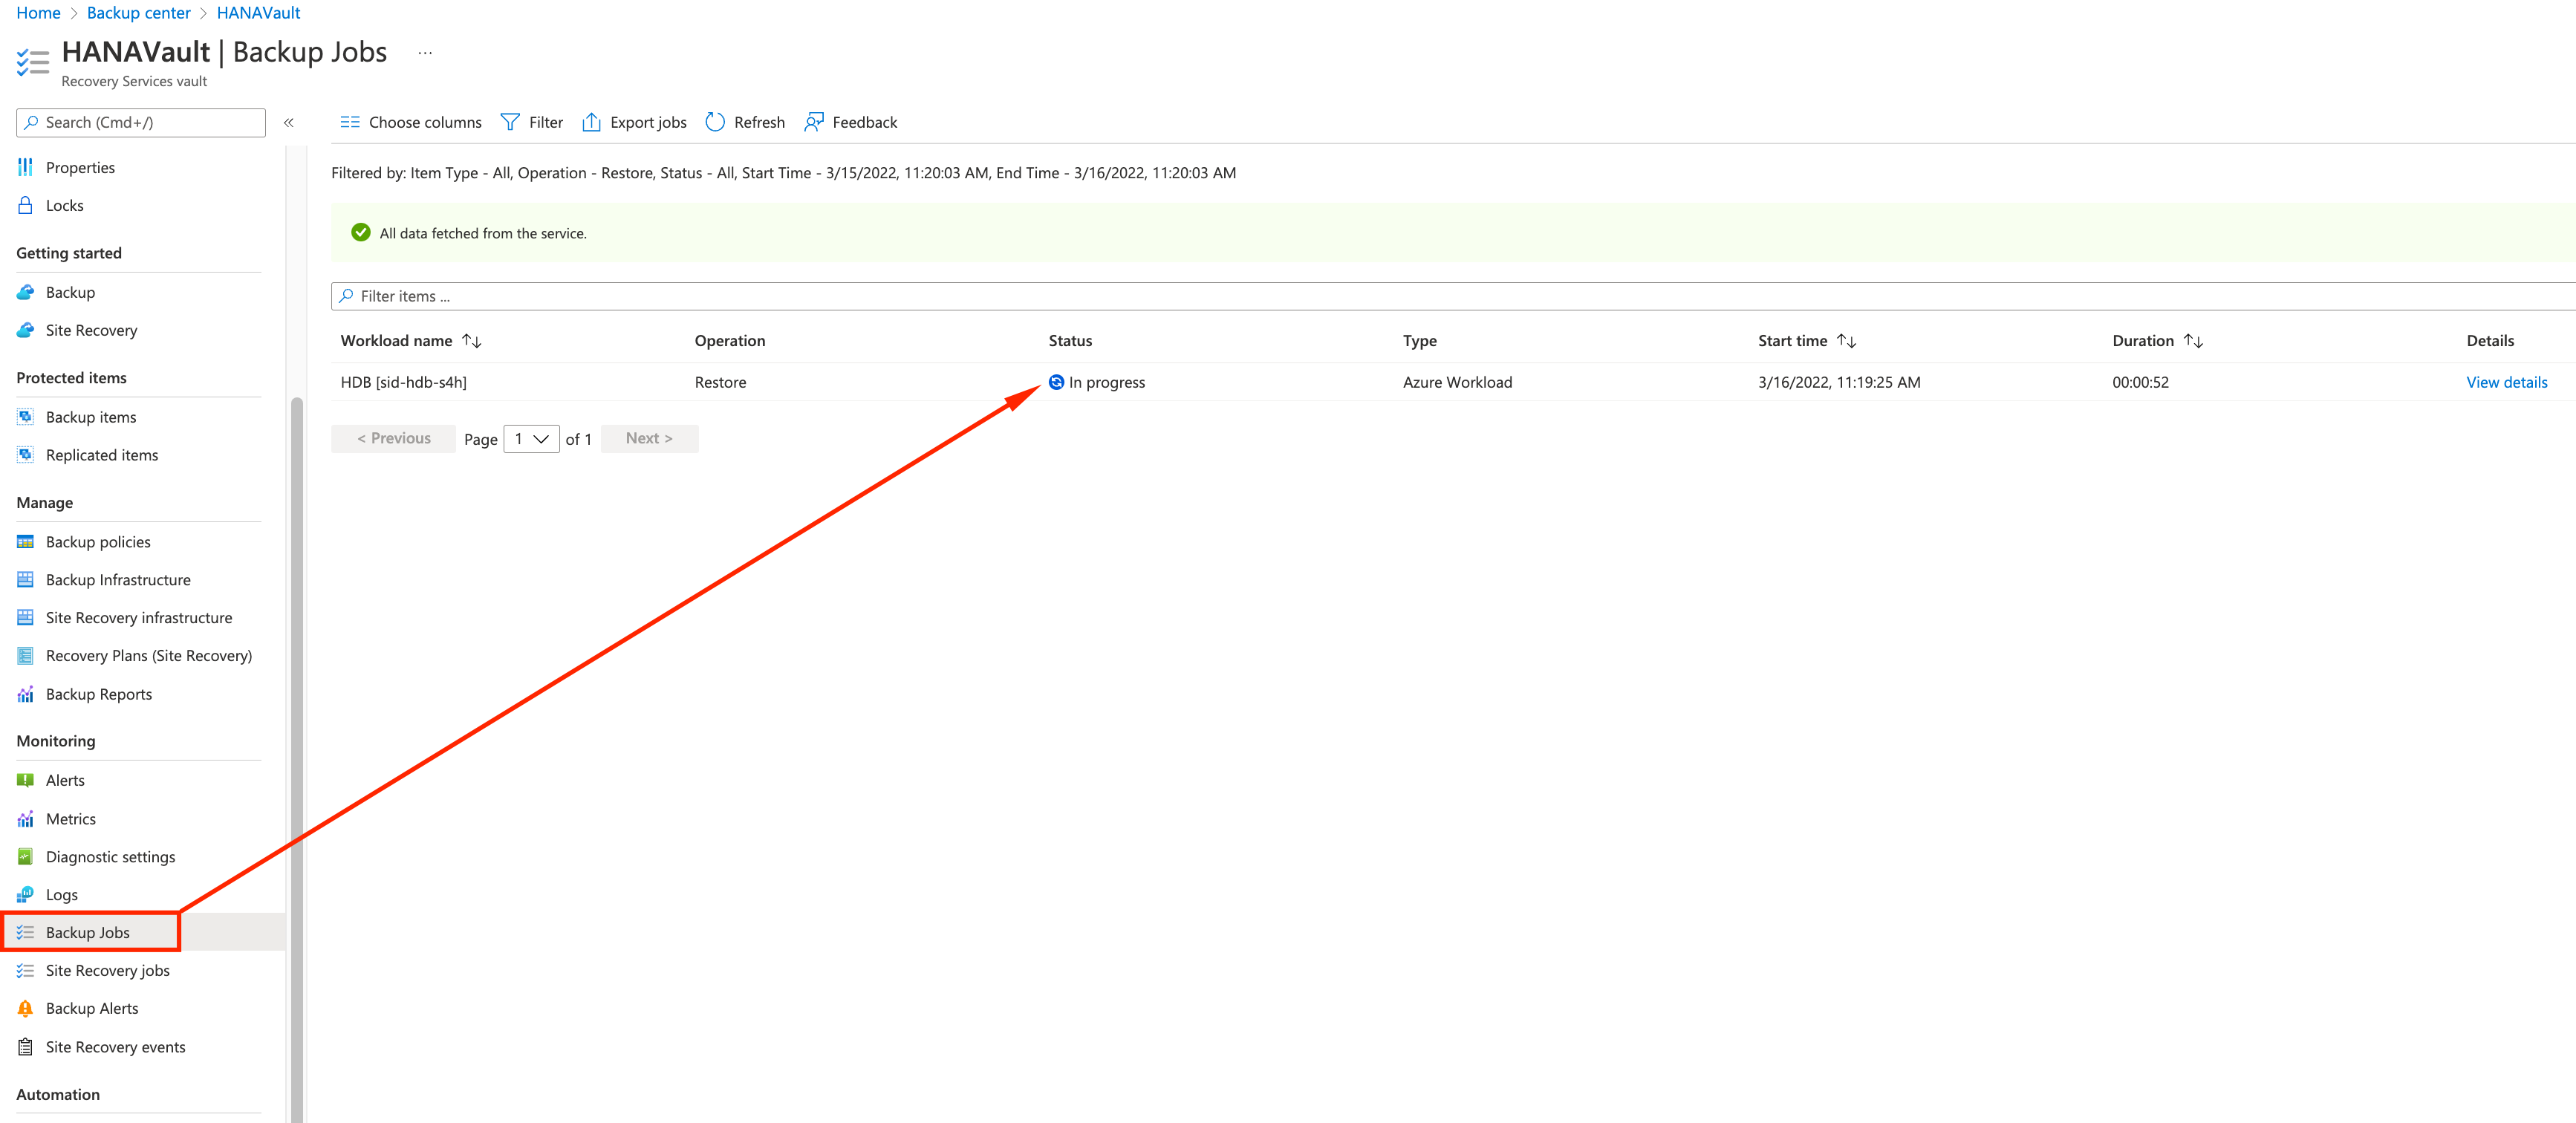 Home > Backup center > HANAVault
HANAVault | Backup Jobs ...
Recovery Services vault
Search (Cmd+/)
«
Properties
Locks
Getting started
Backup
Site Recovery
Protected items
Backup items
Replicated items
Manage
Backup policies
Backup Infrastructure
Site Recovery infrastructure
Recovery Plans (Site Recovery)
Backup Reports
Monitoring
Alerts
Metrics
Diagnostic settings
Logs
Backup Jobs
Site Recovery jobs
Backup Alerts
Site Recovery events
Automation
Choose columns Filter Export jobs Refresh Feedback
Filtered by: Item Type - All, Operation - Restore, Status - All, Start Time - 3/15/2022, 11:20:03 AM, End Time - 3/16/2022, 11:20:03 AM
All data fetched from the service.
Filter items ...
Workload name ↑↓ Operation Status Type Start time ↑↓ Duration ↑↓ Details
HDB [sid-hdb-s4h] Restore In progress Azure Workload 3/16/2022, 11:19:25 AM 00:00:52 View details
< Previous Page 1 of 1 Next >